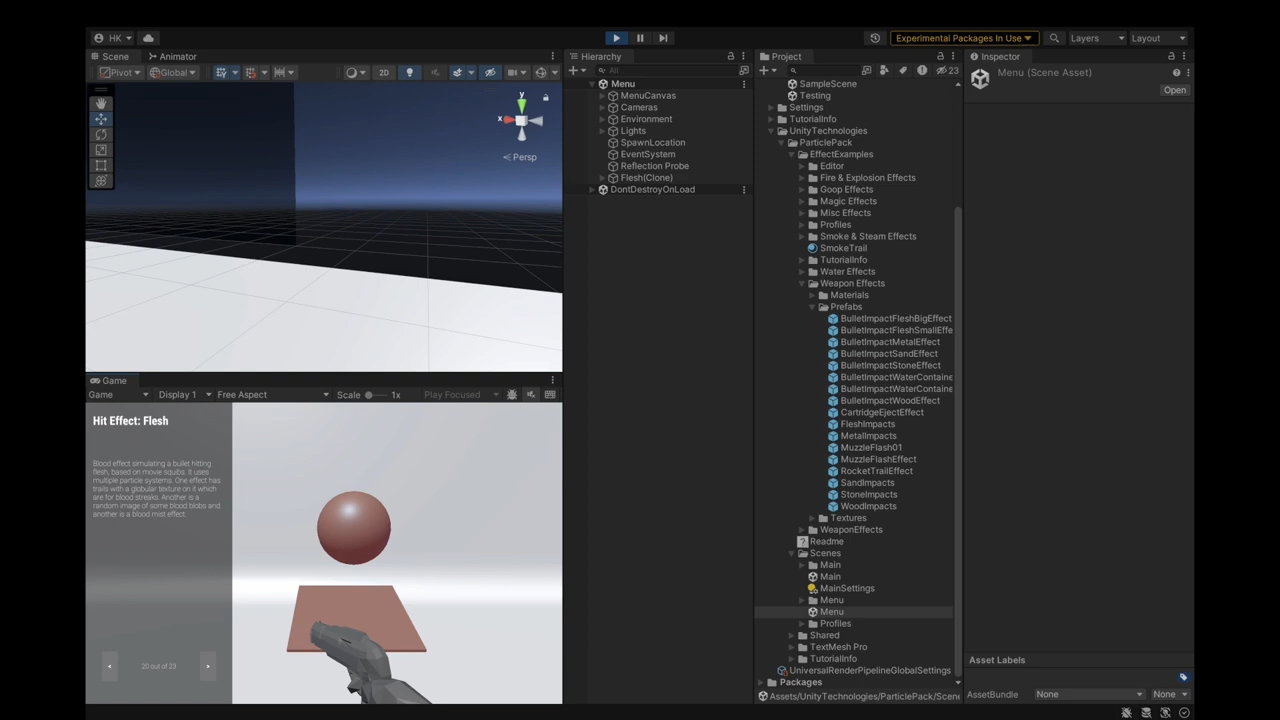 HK
Experimental Packages In Use
Layers
Layout
Scene
Animator
Pivot
Global
2D
y
x
Persp
Hierarchy
All
Menu
MenuCanvas
Cameras
Environment
Lights
SpawnLocation
EventSystem
Reflection Probe
Flesh(Clone)
DontDestroyOnLoad
Project
23
SampleScene
Testing
Settings
TutorialInfo
UnityTechnologies
ParticlePack
EffectExamples
Editor
Fire & Explosion Effects
Goop Effects
Magic Effects
Misc Effects
Profiles
Smoke & Steam Effects
SmokeTrail
TutorialInfo
Water Effects
Weapon Effects
Materials
Prefabs
BulletImpactFleshBigEffect
BulletImpactFleshSmallEffe
BulletImpactMetalEffect
BulletImpactSandEffect
BulletImpactStoneEffect
BulletImpactWaterContaine
BulletImpactWaterContaine
BulletImpactWoodEffect
CartridgeEjectEffect
FleshImpacts
MetalImpacts
MuzzleFlash01
MuzzleFlashEffect
RocketTrailEffect
SandImpacts
StoneImpacts
WoodImpacts
Textures
WeaponEffects
Readme
Scenes
Main
Main
MainSettings
Menu
Menu
Profiles
Shared
TextMesh Pro
TutorialInfo
UniversalRenderPipelineGlobalSettings
Packages
Assets/UnityTechnologies/ParticlePack/Scene
Inspector
Menu (Scene Asset)
Open
Asset Labels
AssetBundle
None
None
Game
Game
Display 1
Free Aspect
Scale
1x
Play Focused
Hit Effect: Flesh
Blood effect simulating a bullet hitting
flesh, based on movie squibs. It uses
multiple particle systems. One effect has
trails with a globular texture on it which
are for blood streaks. Another is a
random image of some blood blobs and
another is a blood mist effect.
20 out of 23